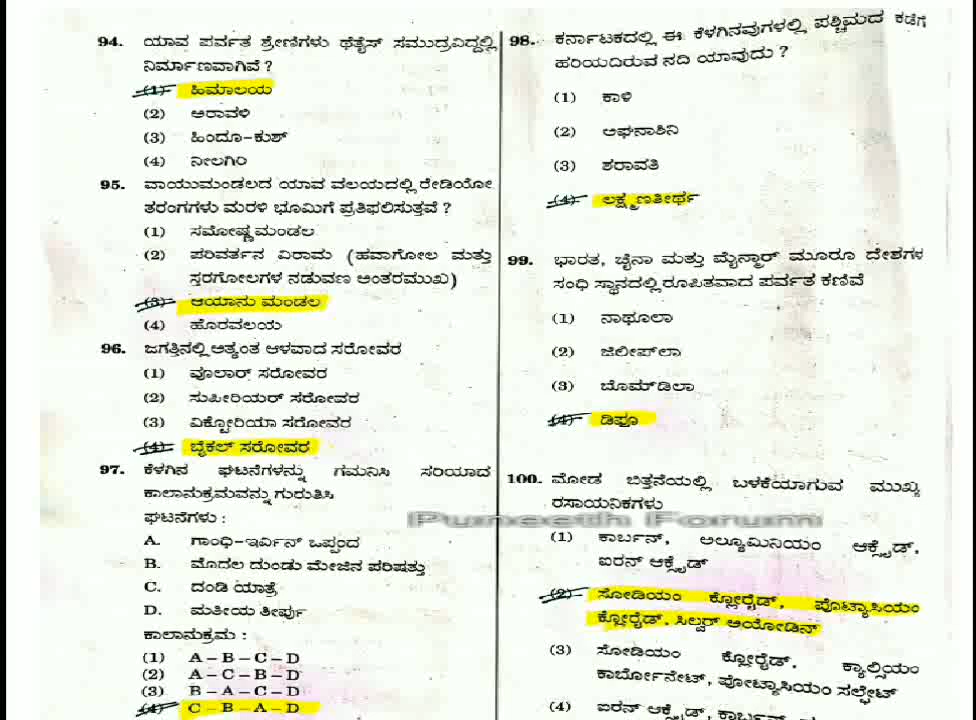 94. ಯಾವ ಪರ್ವತ ಶ್ರೇಣಿಗಳು ಥೆತೈಸ್ ಸಮುದ್ರವಿದ್ದಲ್ಲಿ
ನಿರ್ಮಾಣವಾಗಿವೆ ?
(1) ಹಿಮಾಲಯ
(2) ಅರಾವಳಿ
(3) ಹಿಂದೂ-ಕುಶ್
(4) ನೀಲಗಿರಿ
95. ವಾಯುಮಂಡಲದ ಯಾವ ವಲಯದಲ್ಲಿ ರೇಡಿಯೋ
ತರಂಗಗಳು ಮರಳಿ ಭೂಮಿಗೆ ಪ್ರತಿಫಲಿಸುತ್ತವೆ ?
(1) ಸಮೋಷ್ಣ ಮಂಡಲ
(2) ಪರಿವರ್ತನ ವಿರಾಮ (ಹವಾಗೋಲ ಮತ್ತು
ಸ್ತರಗೋಲಗಳ ನಡುವಣ ಅಂತರಮುಖ)
(3) ಆಯಾನು ಮಂಡಲ
(4) ಹೊರವಲಯ
96. ಜಗತ್ತಿನಲ್ಲಿ ಅತ್ಯಂತ ಆಳವಾದ ಸರೋವರ
(1) ವೂಲಾರ್ ಸರೋವರ
(2) ಸುಪೀರಿಯರ್ ಸರೋವರ
(3) ವಿಕ್ಟೋರಿಯಾ ಸರೋವರ
(4) ಬೈಕಲ್ ಸರೋವರ
97. ಕೆಳಗಿನ ಘಟನೆಗಳನ್ನು ಗಮನಿಸಿ ಸರಿಯಾದ
ಕಾಲಾನುಕ್ರಮವನ್ನು ಗುರುತಿಸಿ
ಘಟನೆಗಳು :
A. ಗಾಂಧಿ-ಇರ್ವಿನ್ ಒಪ್ಪಂದ
B. ಮೊದಲ ದುಂಡು ಮೇಜಿನ ಪರಿಷತ್ತು
C. ದಂಡಿ ಯಾತ್ರೆ
D. ಮತೀಯ ತೀರ್ಪು
ಕಾಲಾನುಕ್ರಮ :
(1) A – B – C – D
(2) A – C – B – D
(3) B – A – C – D
(4) C – B – A – D
98. ಕರ್ನಾಟಕದಲ್ಲಿ ಈ ಕೆಳಗಿನವುಗಳಲ್ಲಿ ಪಶ್ಚಿಮದ ಕಡೆಗೆ
ಹರಿಯದಿರುವ ನದಿ ಯಾವುದು ?
(1) ಕಾಳಿ
(2) ಅಘನಾಶಿನಿ
(3) ಶರಾವತಿ
(4) ಲಕ್ಷ್ಮಣತೀರ್ಥ
99. ಭಾರತ, ಚೈನಾ ಮತ್ತು ಮೈನ್ಮಾರ್ ಮೂರೂ ದೇಶಗಳ
ಸಂಧಿ ಸ್ಥಾನದಲ್ಲಿ ರೂಪಿತವಾದ ಪರ್ವತ ಕಣಿವೆ
(1) ನಾಥೂಲಾ
(2) ಜಿಲೀಪ್‌ಲಾ
(3) ಬೊಮ್‌ಡಿಲಾ
(4) ಡಿಫೂ
100. ಮೋಡ ಬಿತ್ತನೆಯಲ್ಲಿ ಬಳಕೆಯಾಗುವ ಮುಖ್ಯ
ರಸಾಯನಿಕಗಳು
Puneeth Forum
(1) ಕಾರ್ಬನ್, ಅಲ್ಯೂಮಿನಿಯಂ ಆಕ್ಸೈಡ್,
ಐರನ್ ಆಕ್ಸೈಡ್
(2) ಸೋಡಿಯಂ ಕ್ಲೋರೈಡ್, ಪೊಟ್ಯಾಸಿಯಂ
ಕ್ಲೋರೈಡ್, ಸಿಲ್ವರ್ ಅಯೋಡಿನ್
(3) ಸೋಡಿಯಂ ಕ್ಲೋರೈಡ್, ಕ್ಯಾಲ್ಸಿಯಂ
ಕಾರ್ಬೋನೇಟ್, ಪೋಟ್ಯಾಸಿಯಂ ಸಲ್ಫೇಟ್
(4) ಐರನ್ ಆಕ್ಸೈಡ್, ಕಾರ್ಬನ್